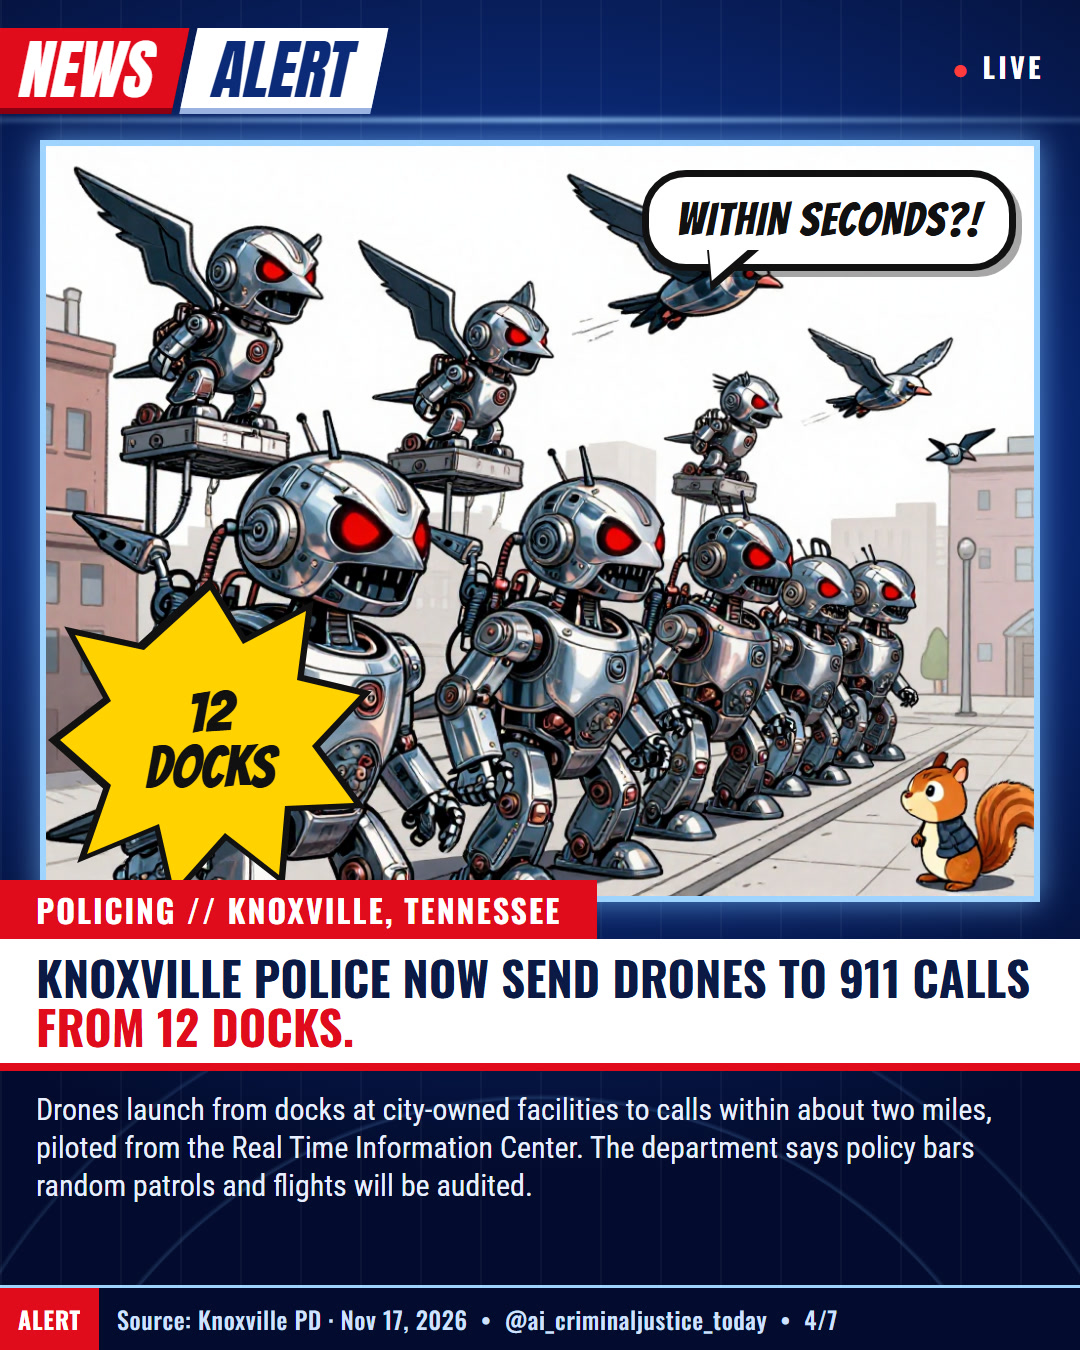 NEWS ALERT
LIVE
WITHIN SECONDS?!
12
DOCKS
POLICING // KNOXVILLE, TENNESSEE
KNOXVILLE POLICE NOW SEND DRONES TO 911 CALLS
FROM 12 DOCKS.
Drones launch from docks at city-owned facilities to calls within about two miles,
piloted from the Real Time Information Center. The department says policy bars
random patrols and flights will be audited.
ALERT Source: Knoxville PD · Nov 17, 2026 • @ai_criminaljustice_today • 4/7